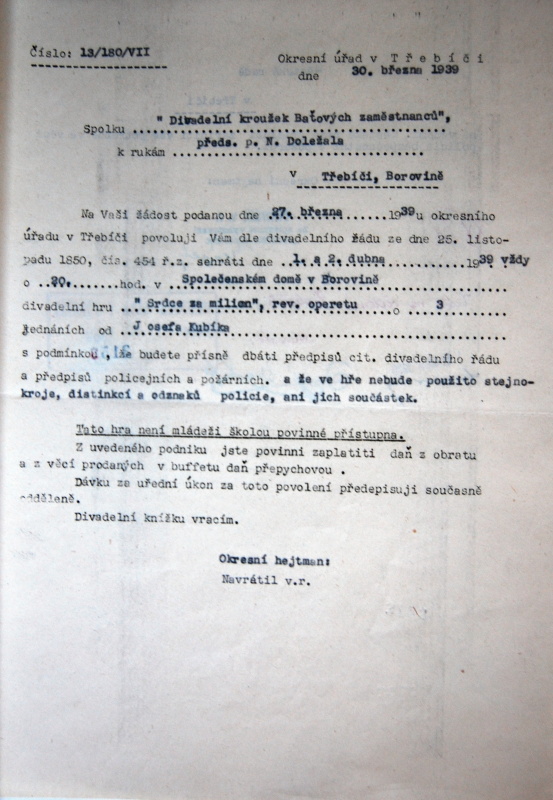 Číslo: 13/180/VII
Okresní úřad v Třebíči
dne 30. března 1939
" Divadelní kroužek Baťových zaměstnanců",
Spolku
předs. p. N. Doležala
k rukám
v Třebíči, Borovině
Na Vaši žádost podanou dne 27. března 1939 u okresního
úřadu v Třebíči povoluji Vám dle divadelního řádu ze dne 25. listo-
padu 1850, čís. 454 ř.z. sehráti dne 1. a 2. dubna 1939 vždy
o 20. hod. v Společenském domě v Borovině
divadelní hru " Srdce za milion", rev. operetu o 3
jednáních od Josefa Kubíka
s podmínkou, že budete přísně dbáti předpisů cit. divadelního řádu
a předpisů policejních a požárních. a že ve hře nebude použito stejno-
kroje, distinkcí a odznaků policie, ani jich součástek.
Tato hra není mládeži školou povinné přístupna.
Z uvedeného podniku jste povinni zaplatiti daň z obratu
a z věcí prodaných v buffetu daň přepychovou .
Dávku za úřední úkon za toto povolení předepisuji současně
odděleně.
Divadelní knížku vracím.
Okresní hejtman:
Navrátil v.r.